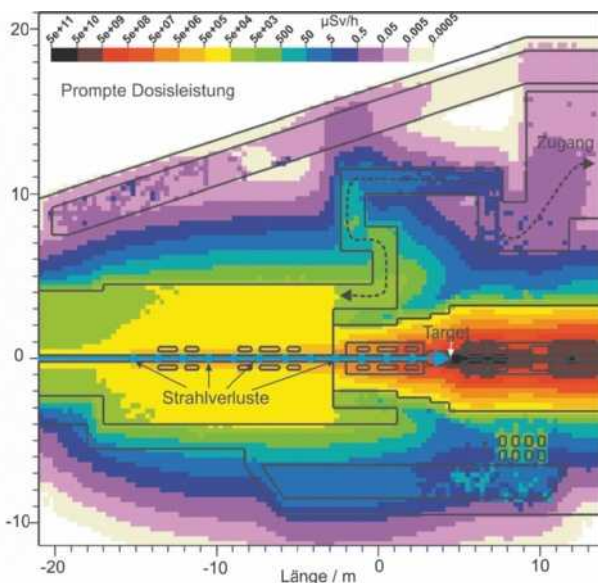 µSv/h
5e+11 5e+10 5e+09 5e+08 5e+07 5e+06 5e+05 5e+04 5e+03 500 50 5 0.5 0.05 0.005 0.0005
Prompte Dosisleistung
Zugang
Target
Strahlverluste
20
10
0
-10
-20 -10 0 10
Länge / m